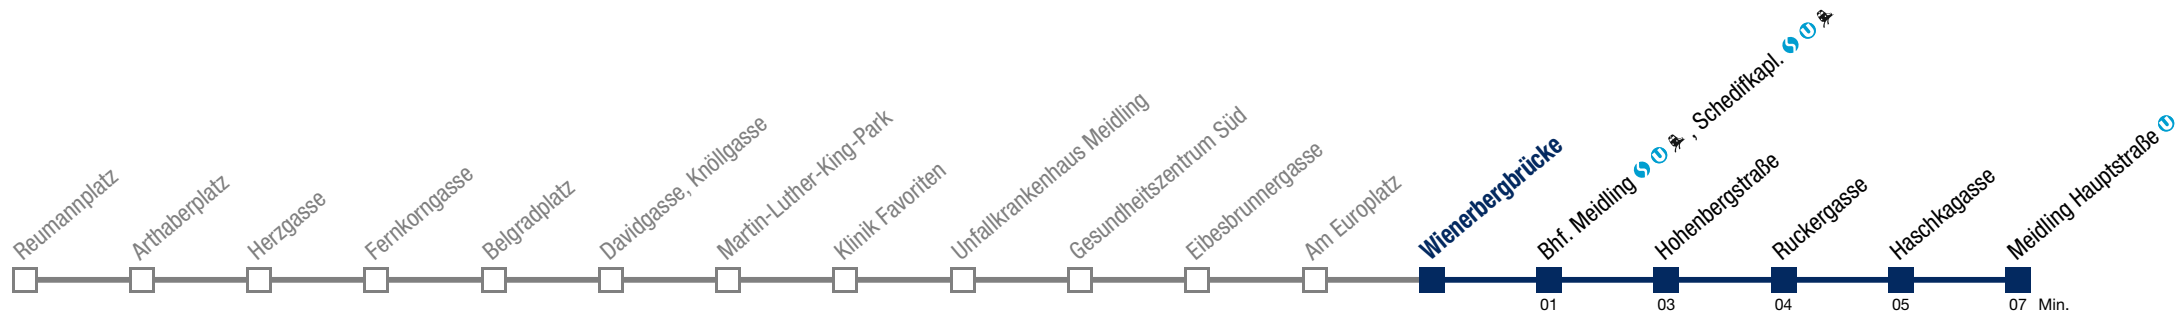 Reumannplatz
Arthaberplatz
Herzgasse
Fernkorngasse
Belgradplatz
Davidgasse, Knöllgasse
Martin-Luther-King-Park
Klinik Favoriten
Unfallkrankenhaus Meidling
Gesundheitszentrum Süd
Eibesbrunnergasse
Am Europlatz
Wienerbergbrücke
Bhf. Meidling S U , Schedifkapl. S U
Hohenbergstraße
Ruckergasse
Haschkagasse
Meidling Hauptstraße U
01 03 04 05 07 Min.